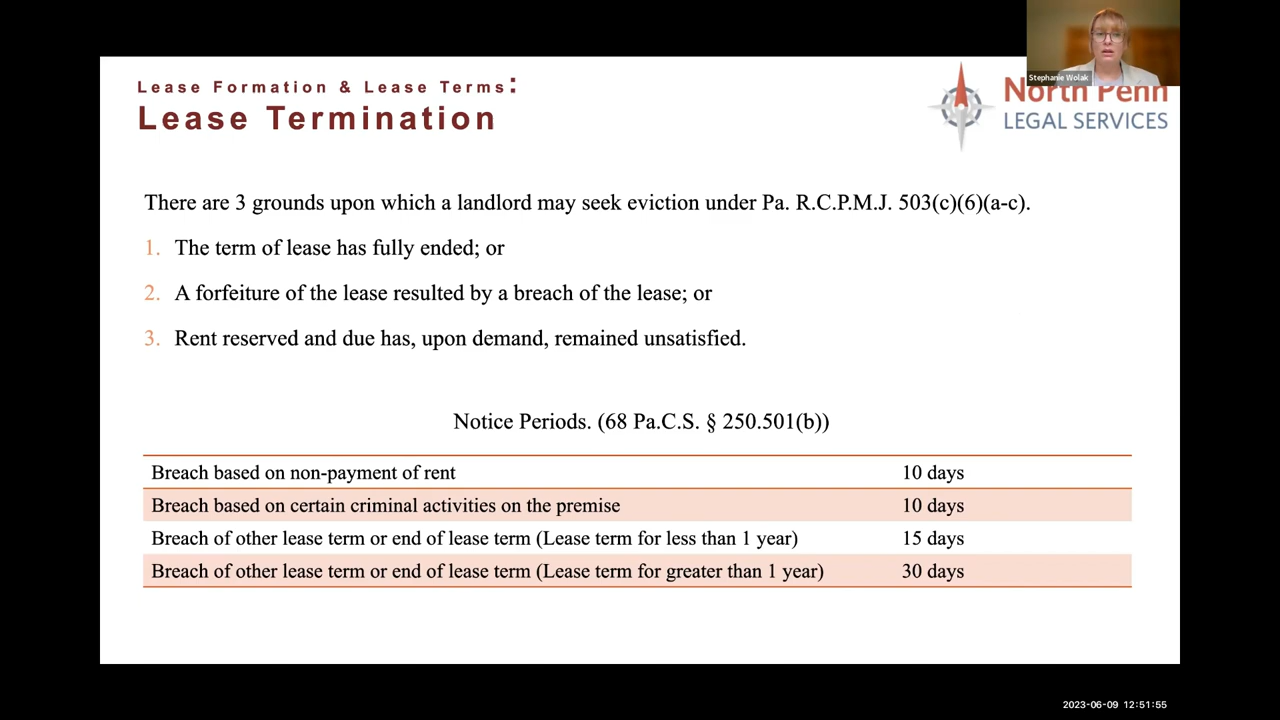 Stephanie Wolak
Lease Formation & Lease Terms:
Lease Termination
North Penn
LEGAL SERVICES
There are 3 grounds upon which a landlord may seek eviction under Pa. R.C.P.M.J. 503(c)(6)(a-c).
1. The term of lease has fully ended; or
2. A forfeiture of the lease resulted by a breach of the lease; or
3. Rent reserved and due has, upon demand, remained unsatisfied.
Notice Periods. (68 Pa.C.S. § 250.501(b))
Breach based on non-payment of rent 10 days
Breach based on certain criminal activities on the premise 10 days
Breach of other lease term or end of lease term (Lease term for less than 1 year) 15 days
Breach of other lease term or end of lease term (Lease term for greater than 1 year) 30 days
2023-06-09 12:51:55